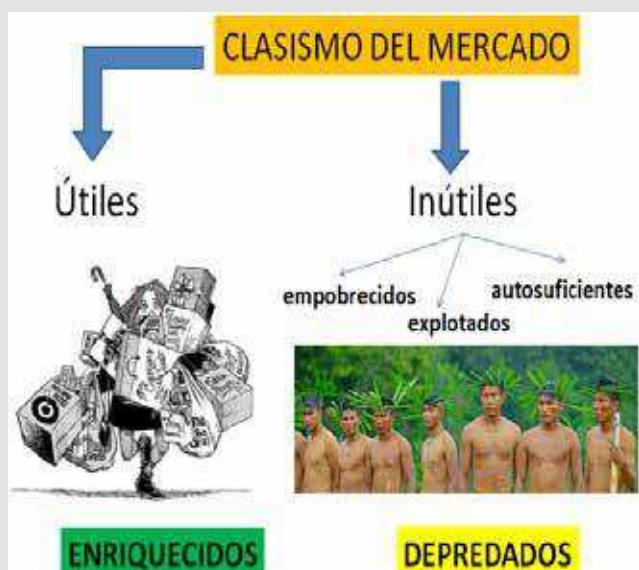 CLASISMO DEL MERCADO
Útiles
Inútiles
empobrecidos
explotados
autosuficientes
ENRIQUECIDOS
DEPREDADOS